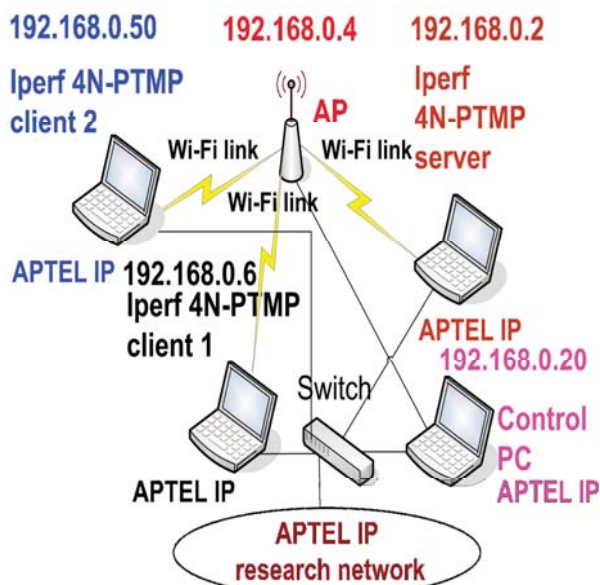 192.168.0.50
Iperf 4N-PTMP
client 2
192.168.0.4
AP
192.168.0.2
Iperf
4N-PTMP
server
Wi-Fi link
Wi-Fi link
Wi-Fi link
APTEL IP
192.168.0.6
Iperf 4N-PTMP
client 1
APTEL IP
192.168.0.20
Switch
Control
PC
APTEL IP
APTEL IP
APTEL IP
research network